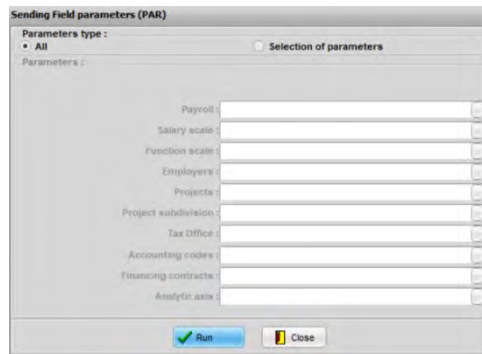 Sending Field parameters (PAR)
Parameters type :
All Selection of parameters
Parameters :
Payroll :
Salary scale :
Function scale :
Employers :
Projects :
Project subdivision :
Tax Office :
Accounting codes :
Financing contracts :
Analytic axis :
Run Close